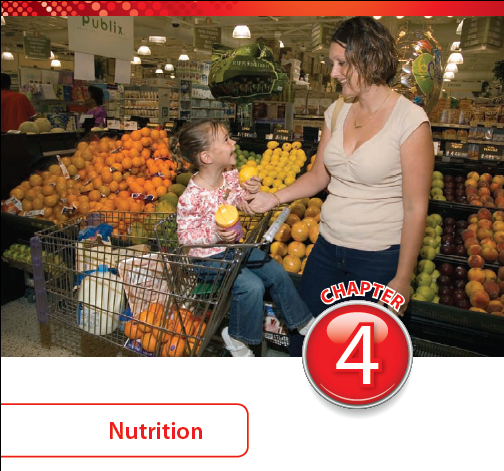 Publix
CHAPTER
4
Nutrition